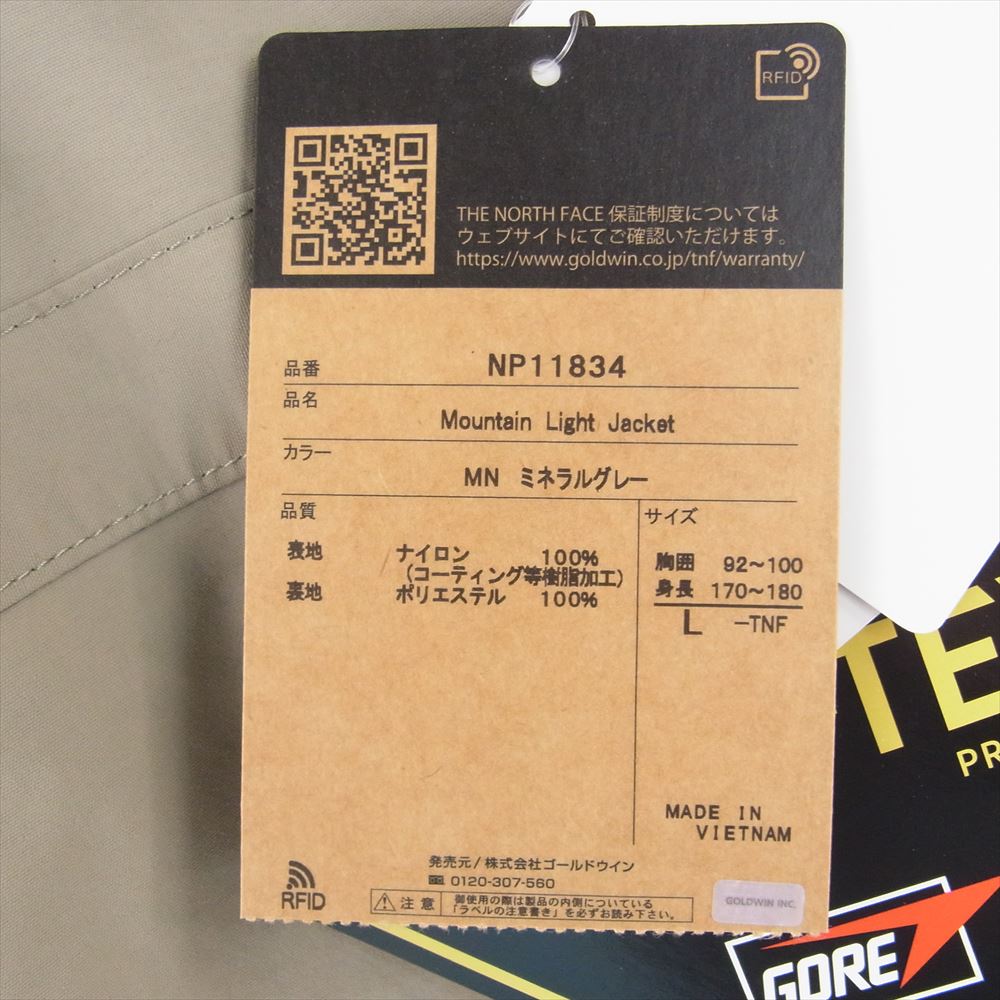 RFID
THE NORTH FACE 保証制度については
ウェブサイトにてご確認いただけます。
https://www.goldwin.co.jp/tnf/warranty/
品番 NP11834
品名
Mountain Light Jacket
カラー
MN ミネラルグレー
品質
表地 ナイロン 100%
(コーティング等樹脂加工)
裏地 ポリエステル 100%
サイズ
胸囲 92~100
身長 170~180
L -TNF
MADE IN
VIETNAM
発売元/株式会社ゴールドウイン
☎ 0120-307-560
RFID
注意 御使用の際は製品の内側についている
「ラベルの注意書き」を必ずお読み下さい。
GOLDWIN INC.
TE
PR
GORE